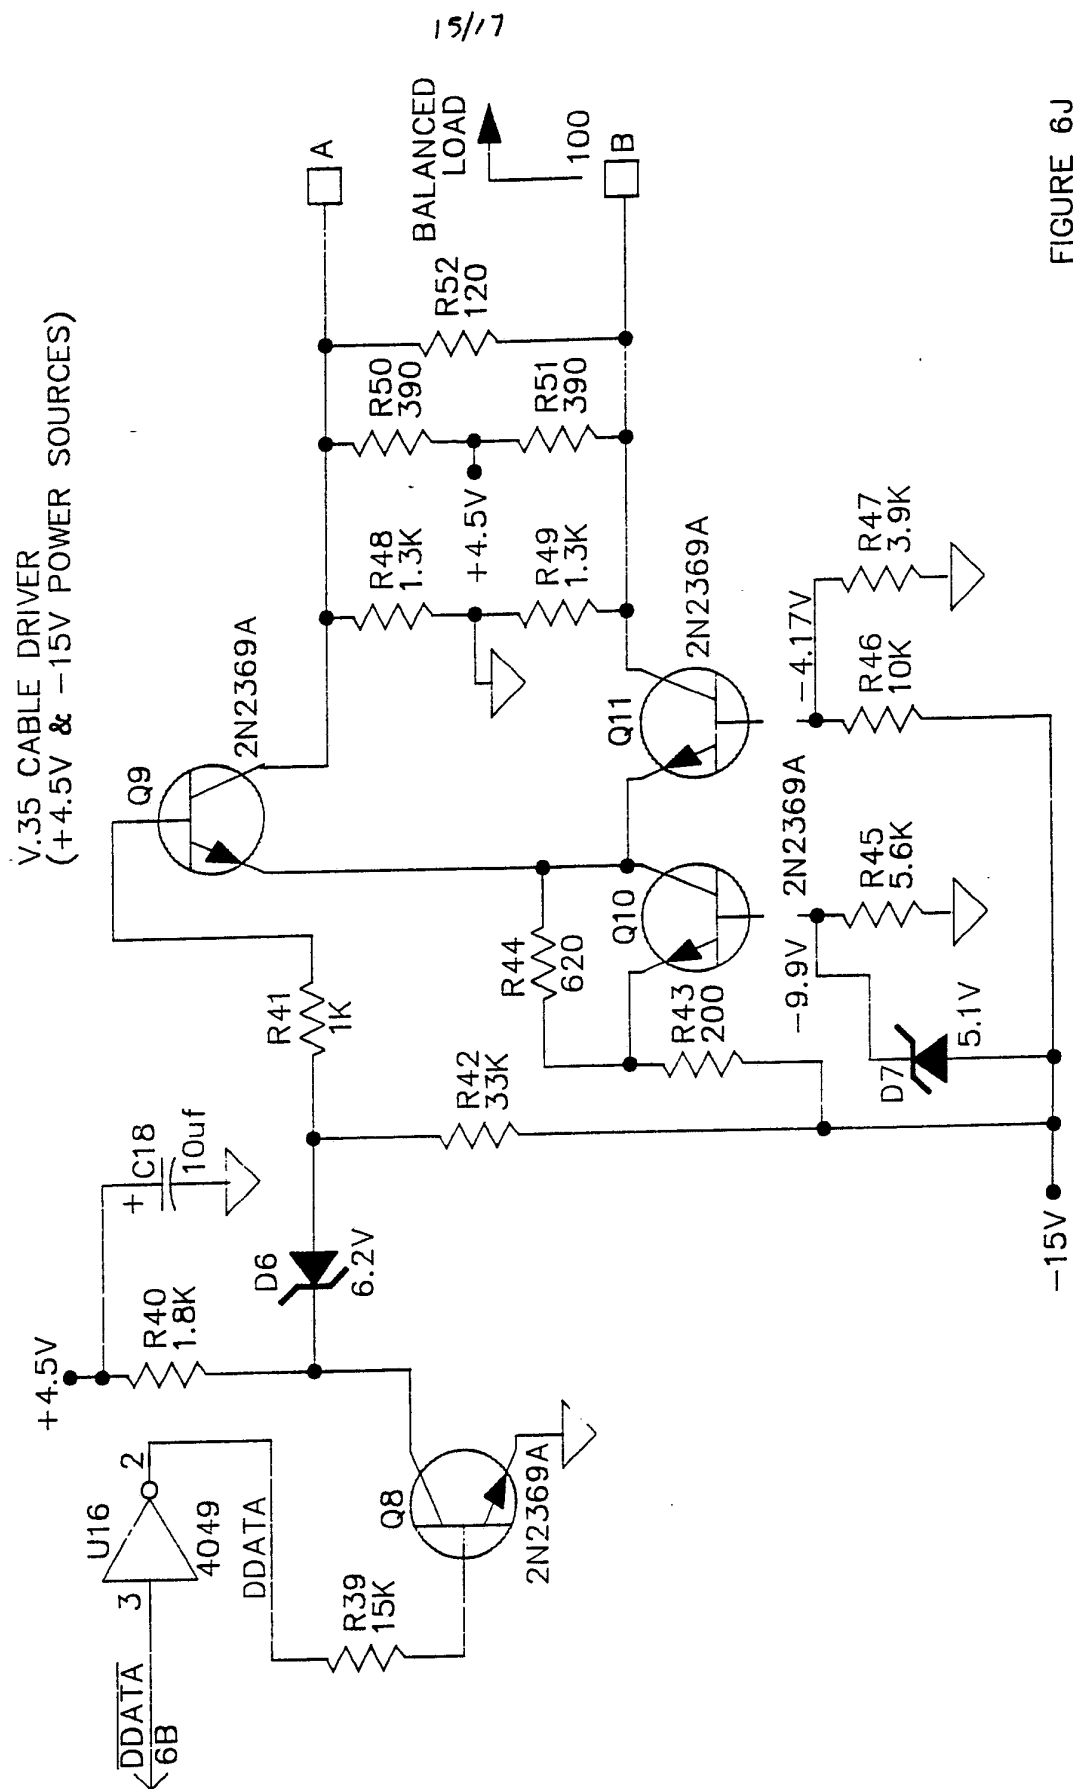 15/17
V.35 CABLE DRIVER
(+4.5V & -15V POWER SOURCES)
DDATA
6B
3
U16
4049
2
DDATA
R39
15K
Q8
2N2369A
+4.5V
R40
1.8K
+ C18
10uf
D6
6.2V
R41
1K
R42
33K
Q9
2N2369A
R44
620
R43
200
Q10
2N2369A
-9.9V
D7
5.1V
R45
5.6K
Q11
2N2369A
-4.17V
R46
10K
R47
3.9K
-15V
R48
1.3K
R49
1.3K
+4.5V
R50
390
R51
390
R52
120
A
BALANCED
LOAD
100
B
FIGURE 6J